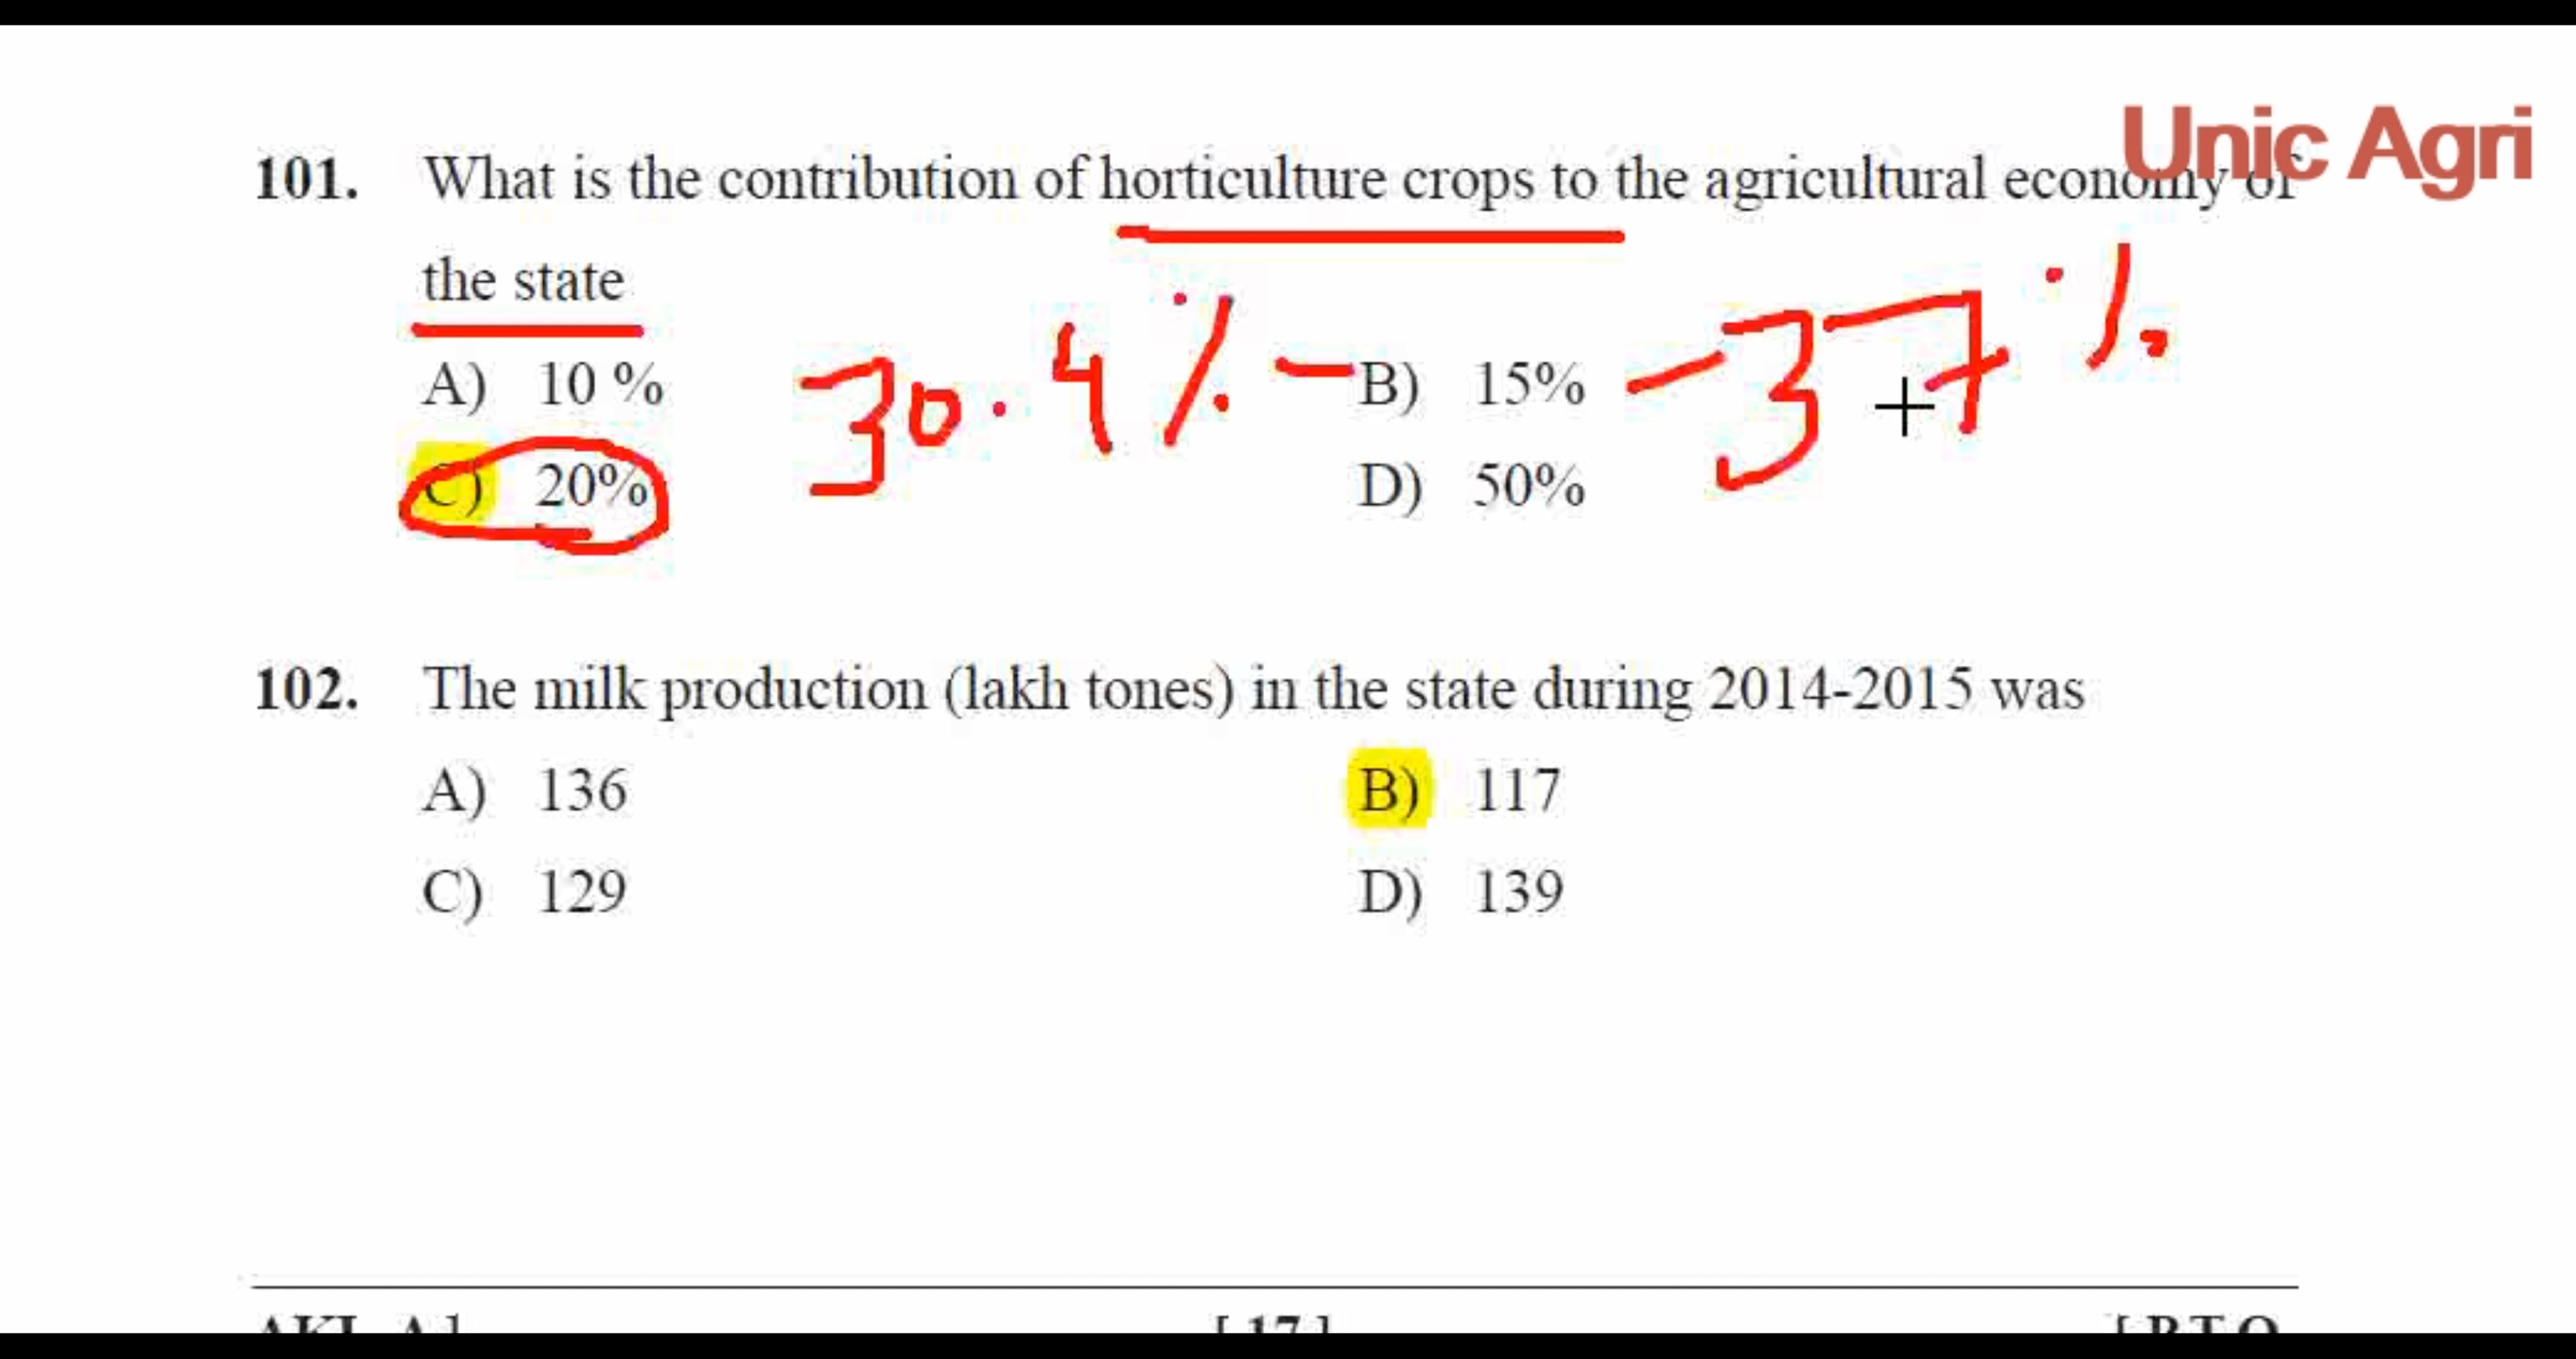 Unic Agri
101. What is the contribution of horticulture crops to the agricultural economy of
the state
A) 10 % 30.4% - B) 15% - 37%
C) 20% D) 50%
102. The milk production (lakh tones) in the state during 2014-2015 was
A) 136 B) 117
C) 129 D) 139
[ 17 ]